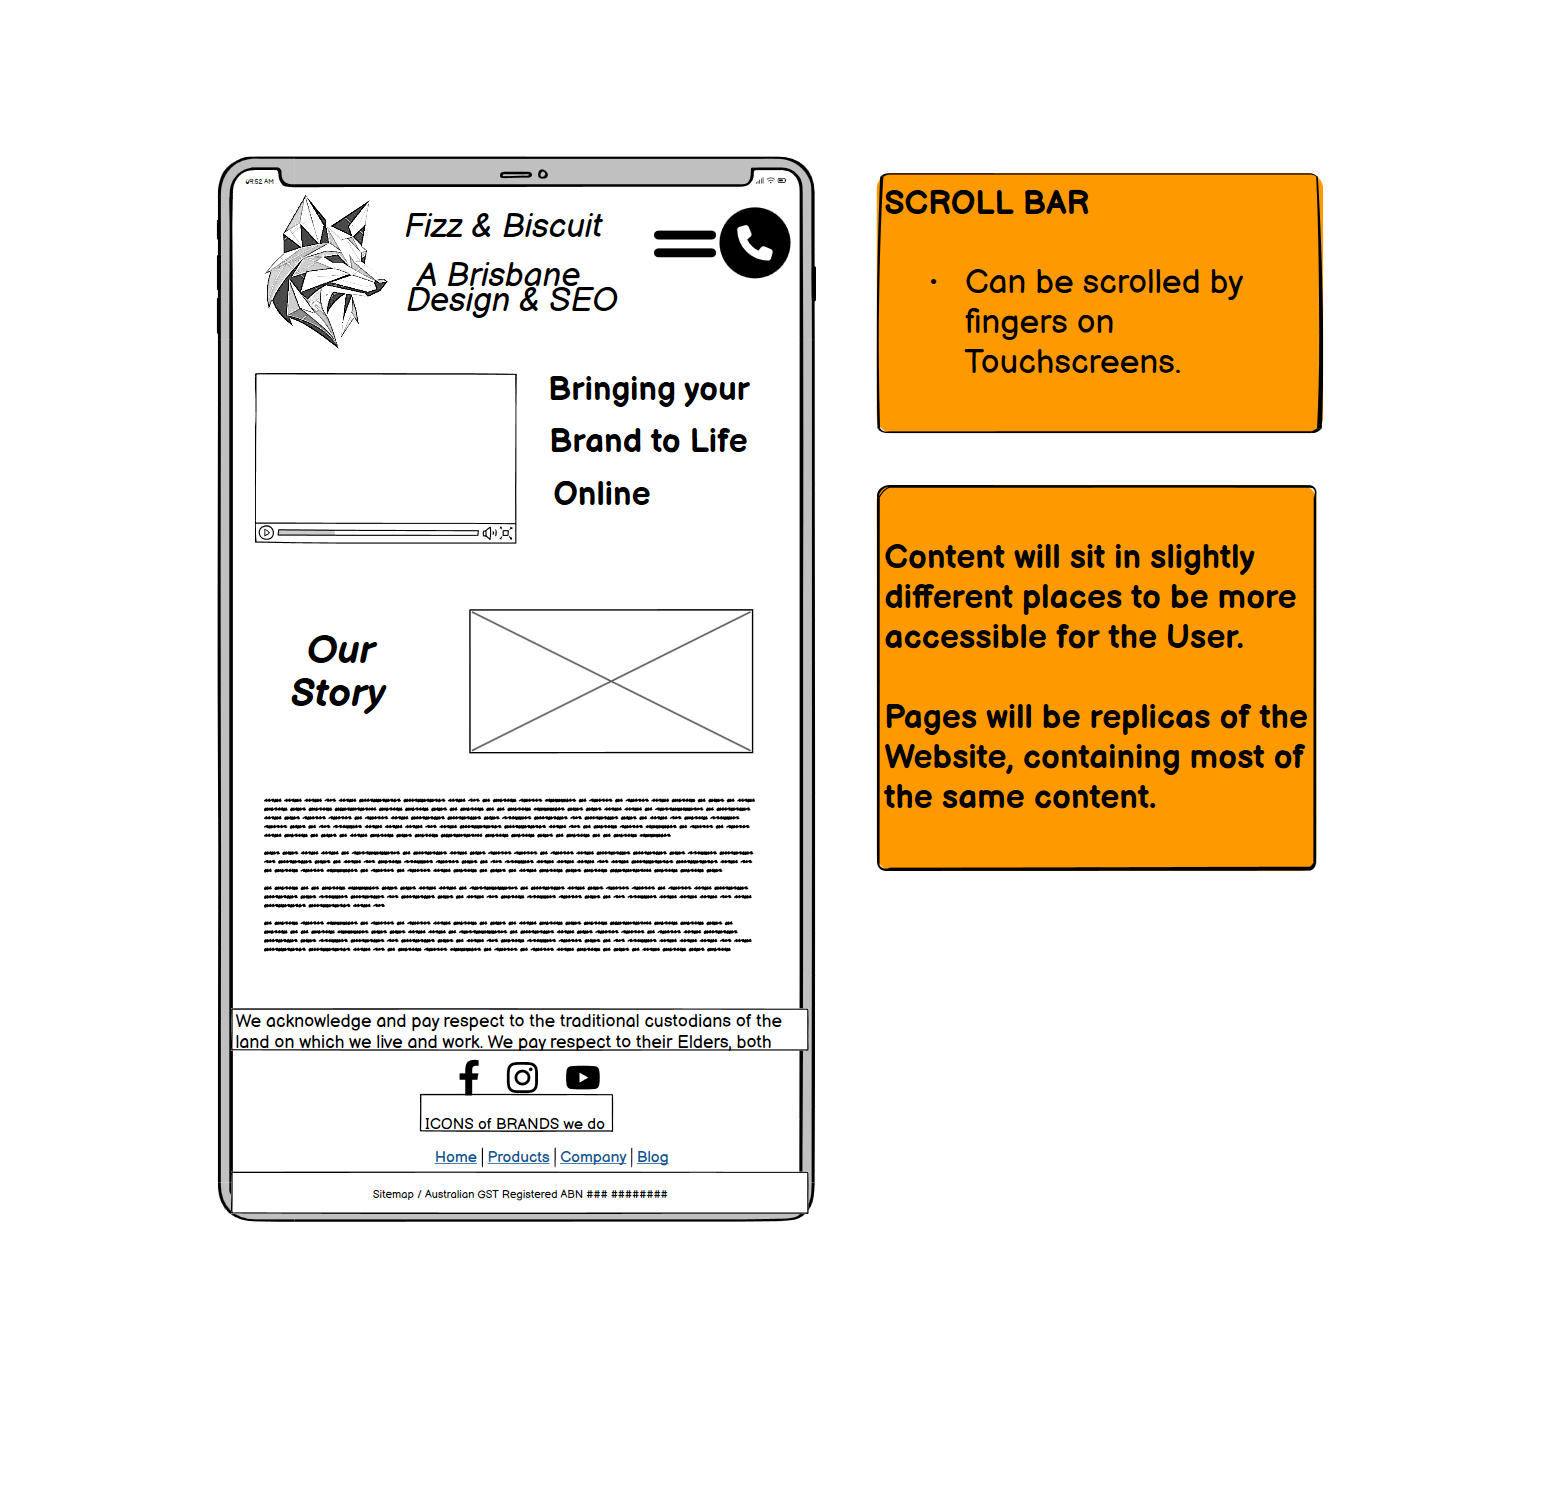 09:52 AM
Fizz & Biscuit
A Brisbane
Design & SEO
Bringing your
Brand to Life
Online
Our
Story
We acknowledge and pay respect to the traditional custodians of the
land on which we live and work. We pay respect to their Elders, both
ICONS of BRANDS we do
Home | Products | Company | Blog
Sitemap / Australian GST Registered ABN ### ########
SCROLL BAR
• Can be scrolled by
fingers on
Touchscreens.
Content will sit in slightly
different places to be more
accessible for the User.
Pages will be replicas of the
Website, containing most of
the same content.